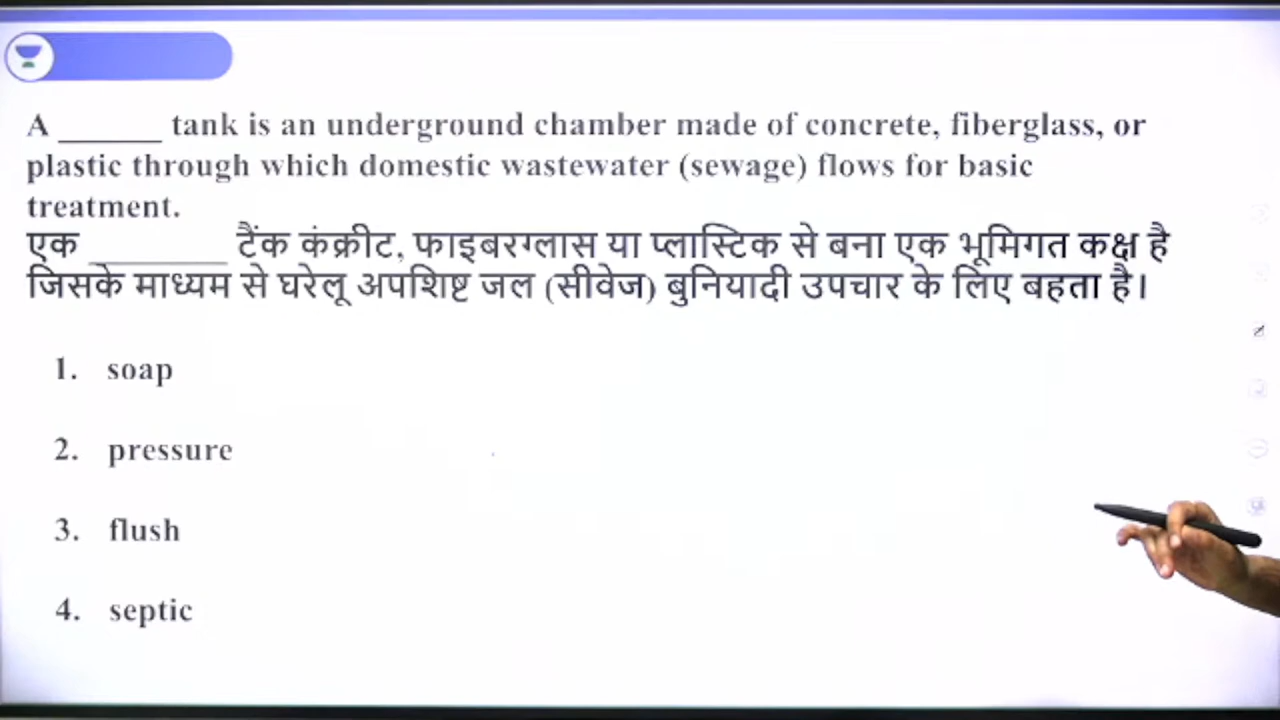 A ______ tank is an underground chamber made of concrete, fiberglass, or
plastic through which domestic wastewater (sewage) flows for basic
treatment.
एक ________ टैंक कंक्रीट, फाइबरग्लास या प्लास्टिक से बना एक भूमिगत कक्ष है
जिसके माध्यम से घरेलू अपशिष्ट जल (सीवेज) बुनियादी उपचार के लिए बहता है।
1. soap
2. pressure
3. flush
4. septic